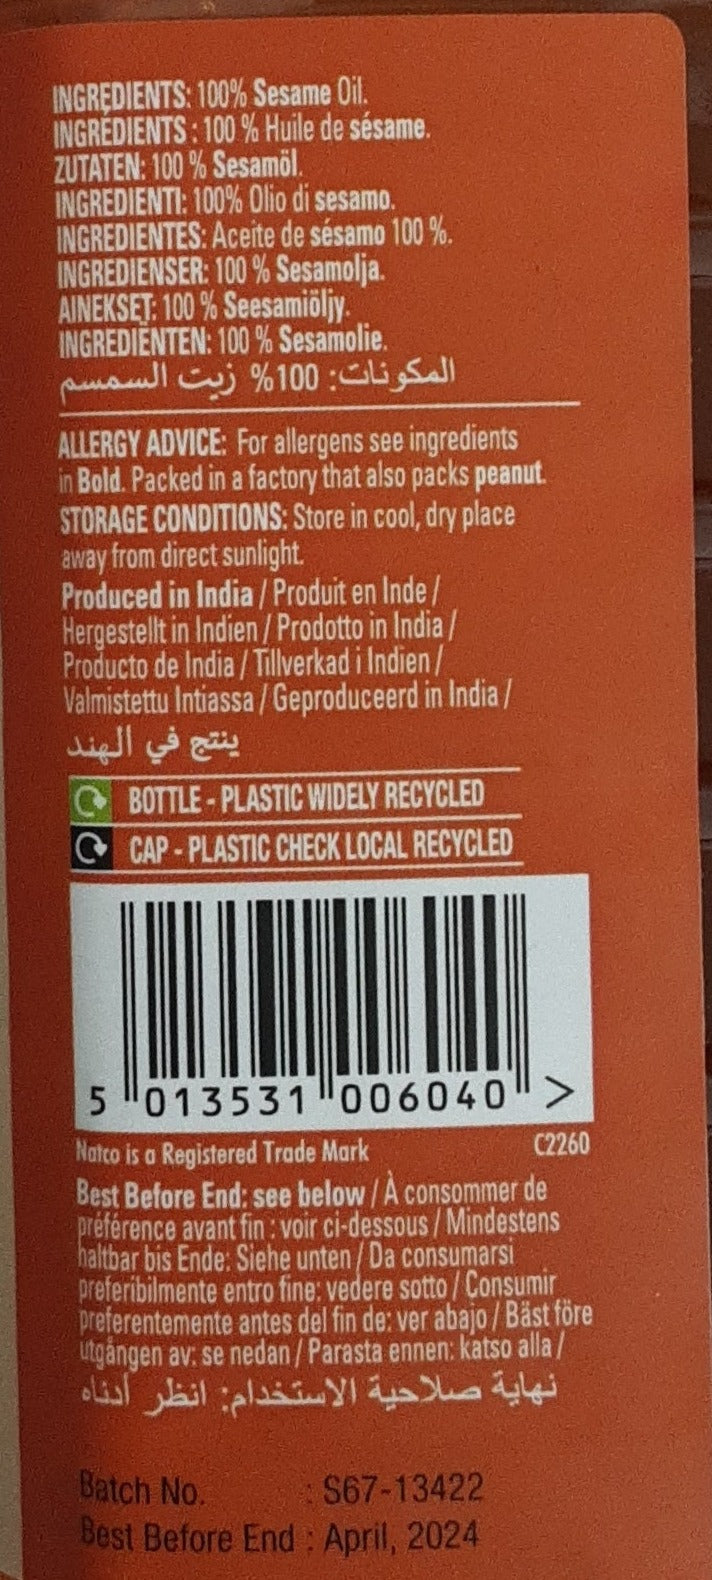 INGREDIENTS: 100% Sesame Oil.
INGRÉDIENTS : 100 % Huile de sésame.
ZUTATEN: 100 % Sesamöl.
INGREDIENTI: 100% Olio di sesamo.
INGREDIENTES: Aceite de sésamo 100 %.
INGREDIENSER: 100 % Sesamolja.
AINEKSET: 100 % Seesamiöljy.
INGREDIËNTEN: 100 % Sesamolie.
المكونات: 100% زيت السمسم
ALLERGY ADVICE: For allergens see ingredients
in Bold. Packed in a factory that also packs peanut.
STORAGE CONDITIONS: Store in cool, dry place
away from direct sunlight.
Produced in India / Produit en Inde /
Hergestellt in Indien / Prodotto in India /
Producto de India / Tillverkad i Indien /
Valmistettu Intiassa / Geproduceerd in India /
ينتج في الهند
BOTTLE - PLASTIC WIDELY RECYCLED
CAP - PLASTIC CHECK LOCAL RECYCLED
5 013531 006040 >
Natco is a Registered Trade Mark C2260
Best Before End: see below / À consommer de
préférence avant fin : voir ci-dessous / Mindestens
haltbar bis Ende: Siehe unten / Da consumarsi
preferibilmente entro fine: vedere sotto / Consumir
preferentemente antes del fin de: ver abajo / Bäst före
utgången av: se nedan / Parasta ennen: katso alla /
نهاية صلاحية الاستخدام: انظر أدناه
Batch No. : S67-13422
Best Before End : April, 2024